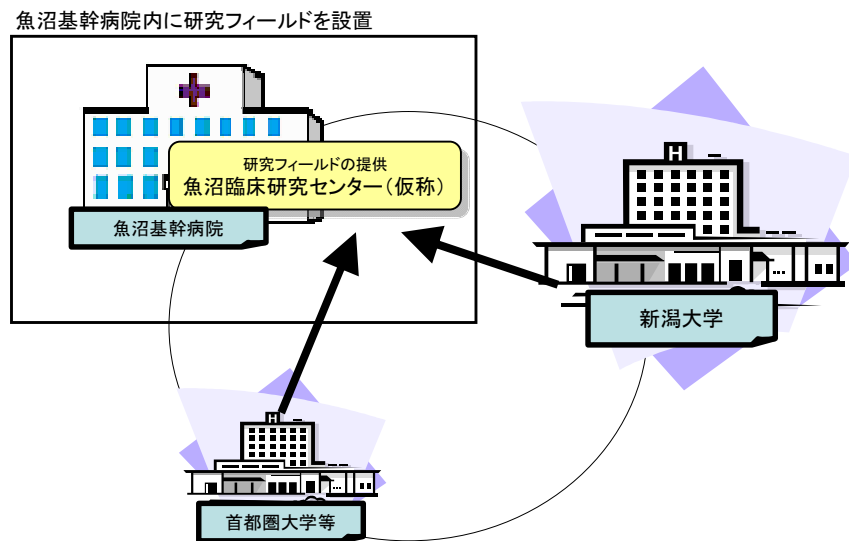 魚沼基幹病院内に研究フィールドを設置
研究フィールドの提供
魚沼臨床研究センター（仮称）
魚沼基幹病院
H
新潟大学
H
首都圏大学等